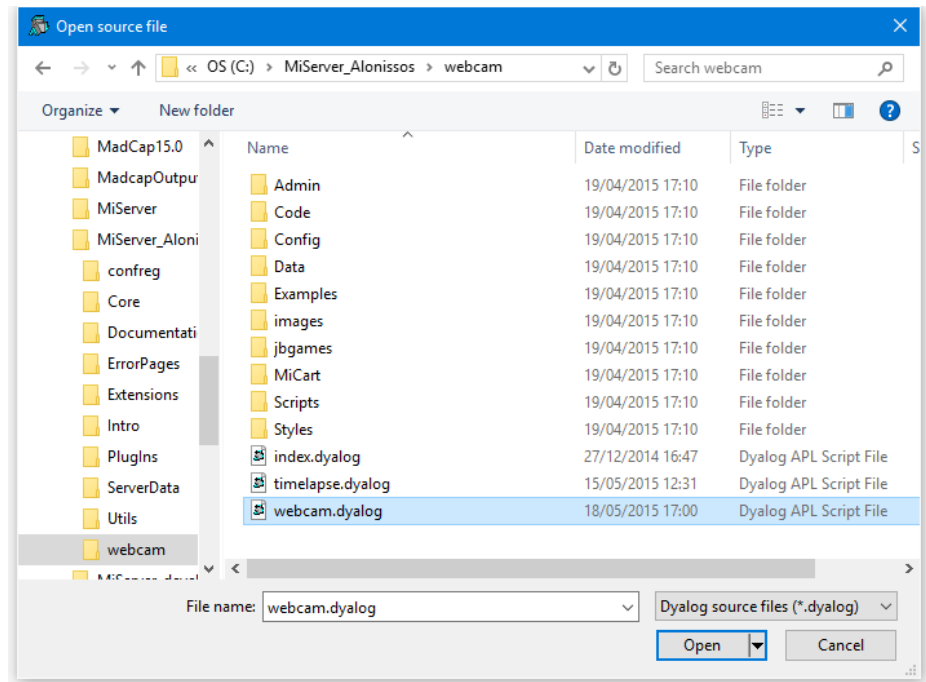 Open source file
« OS (C:) › MiServer_Alonissos › webcam
Search webcam
Organize New folder
?
MadCap15.0
MadcapOutpu
MiServer
MiServer_Aloni
confreg
Core
Documentati
ErrorPages
Extensions
Intro
PlugIns
ServerData
Utils
webcam
Name Date modified Type S
Admin 19/04/2015 17:10 File folder
Code 19/04/2015 17:10 File folder
Config 19/04/2015 17:10 File folder
Data 19/04/2015 17:10 File folder
Examples 19/04/2015 17:10 File folder
images 19/04/2015 17:10 File folder
jbgames 19/04/2015 17:10 File folder
MiCart 19/04/2015 17:10 File folder
Scripts 19/04/2015 17:10 File folder
Styles 19/04/2015 17:10 File folder
index.dyalog 27/12/2014 16:47 Dyalog APL Script File
timelapse.dyalog 15/05/2015 12:31 Dyalog APL Script File
webcam.dyalog 18/05/2015 17:00 Dyalog APL Script File
File name: webcam.dyalog Dyalog source files (*.dyalog)
Open Cancel